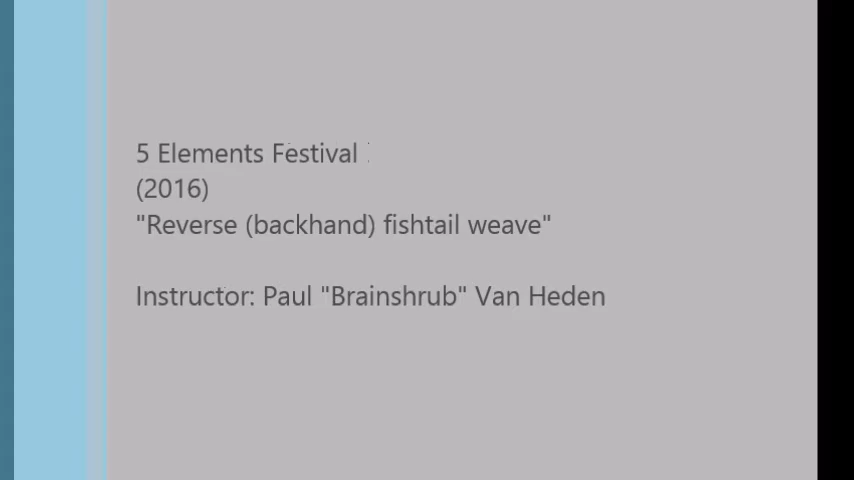 5 Elements Festival
(2016)
"Reverse (backhand) fishtail weave"
Instructor: Paul "Brainshrub" Van Heden